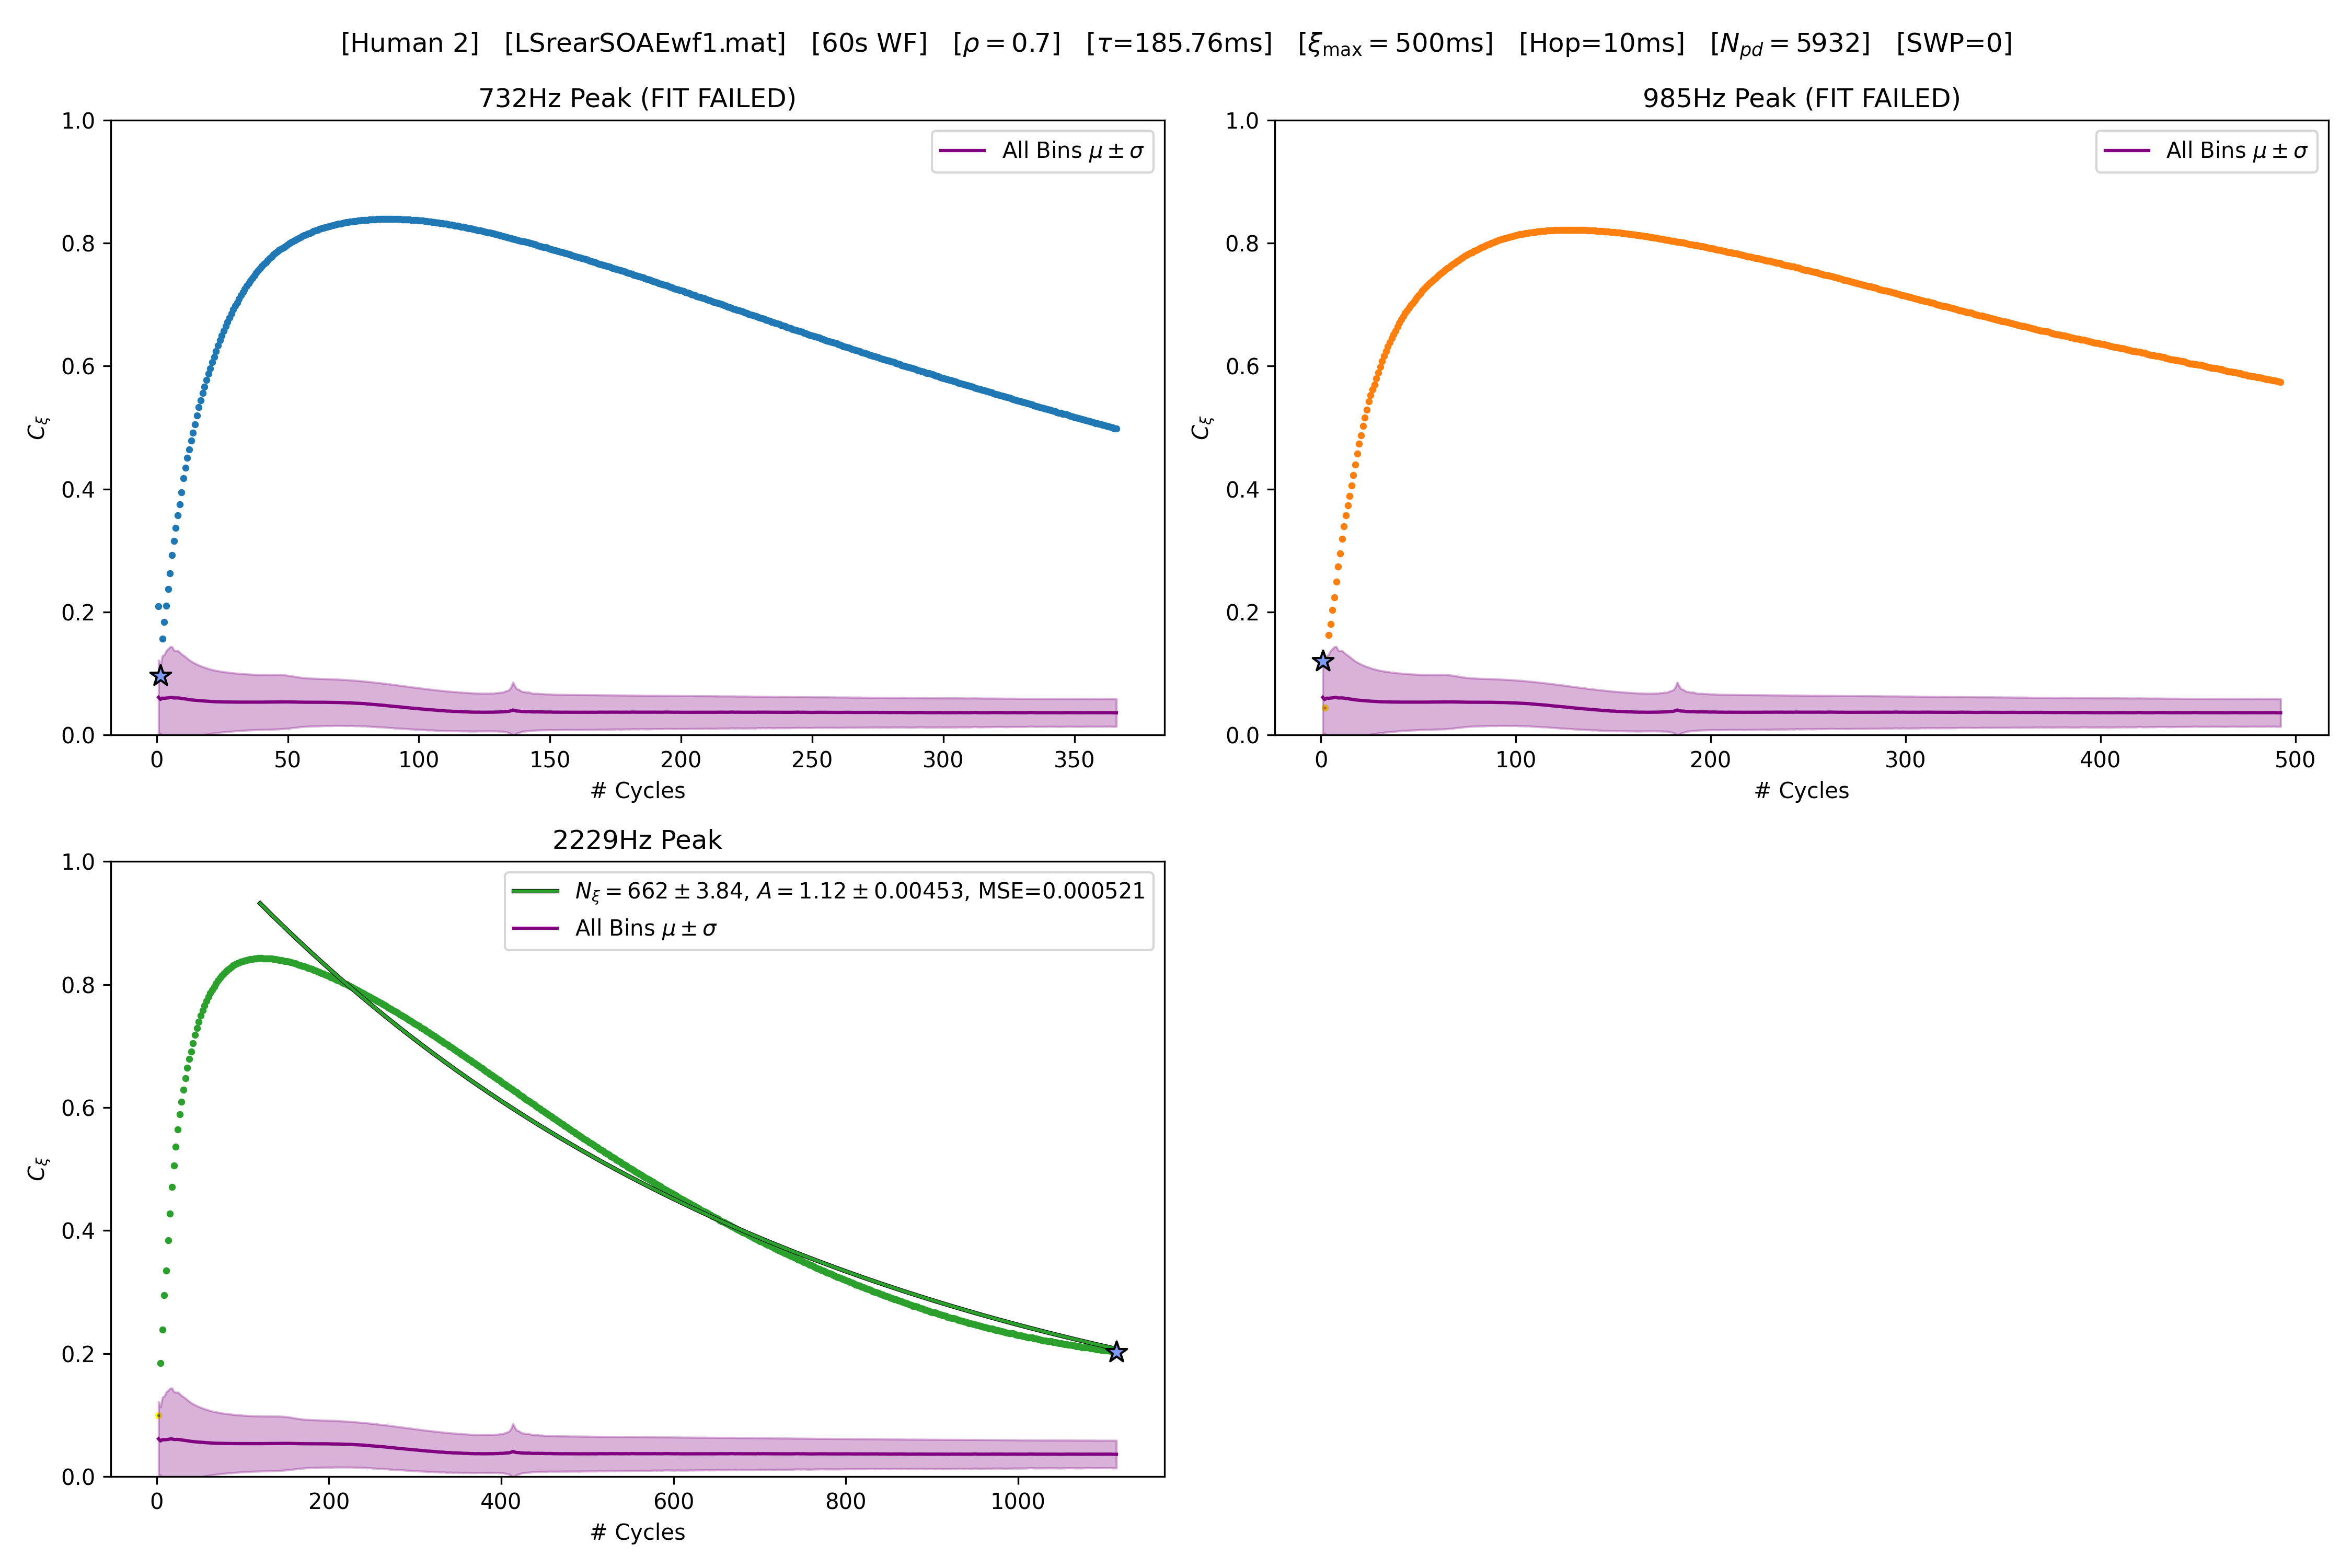 [Human 2] [LSrearSOAEwf1.mat] [60s WF] [ρ = 0.7] [τ=185.76ms] [ξmax = 500ms] [Hop=10ms] [Npd = 5932] [SWP=0]
732Hz Peak (FIT FAILED)
1.0
0.8
0.6
0.4
0.2
0.0
Cξ
All Bins μ ± σ
0 50 100 150 200 250 300 350
# Cycles
985Hz Peak (FIT FAILED)
1.0
0.8
0.6
0.4
0.2
0.0
Cξ
All Bins μ ± σ
0 100 200 300 400 500
# Cycles
2229Hz Peak
1.0
0.8
0.6
0.4
0.2
0.0
Cξ
Nξ = 662 ± 3.84, A = 1.12 ± 0.00453, MSE=0.000521
All Bins μ ± σ
0 200 400 600 800 1000
# Cycles